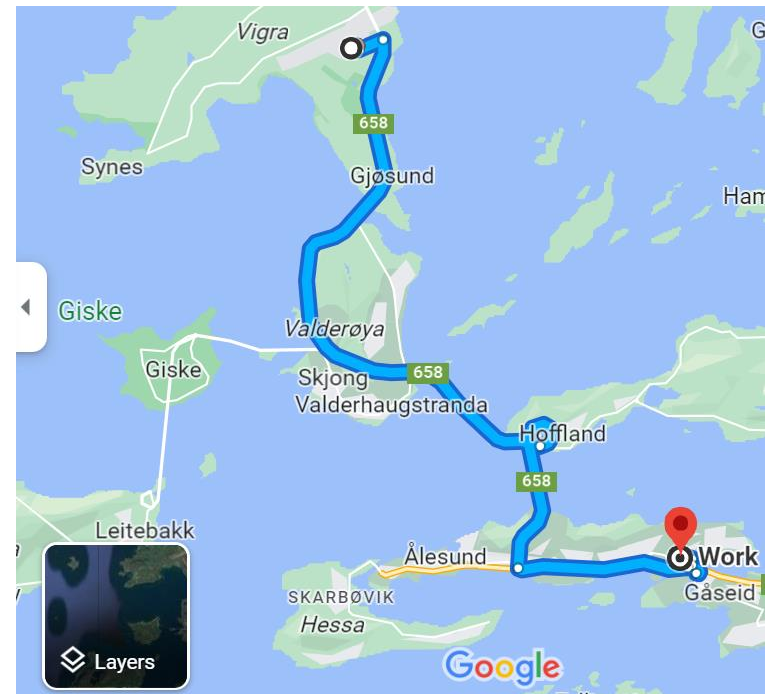 Vigra
G
658
Synes
Gjøsund
Ham
Giske
Valderøya
Giske
Skjong
658
Valderhaugstranda
Hoffland
658
Leitebakk
Ålesund
Work
SKARBØVIK
Gåseid
Hessa
Layers
Google